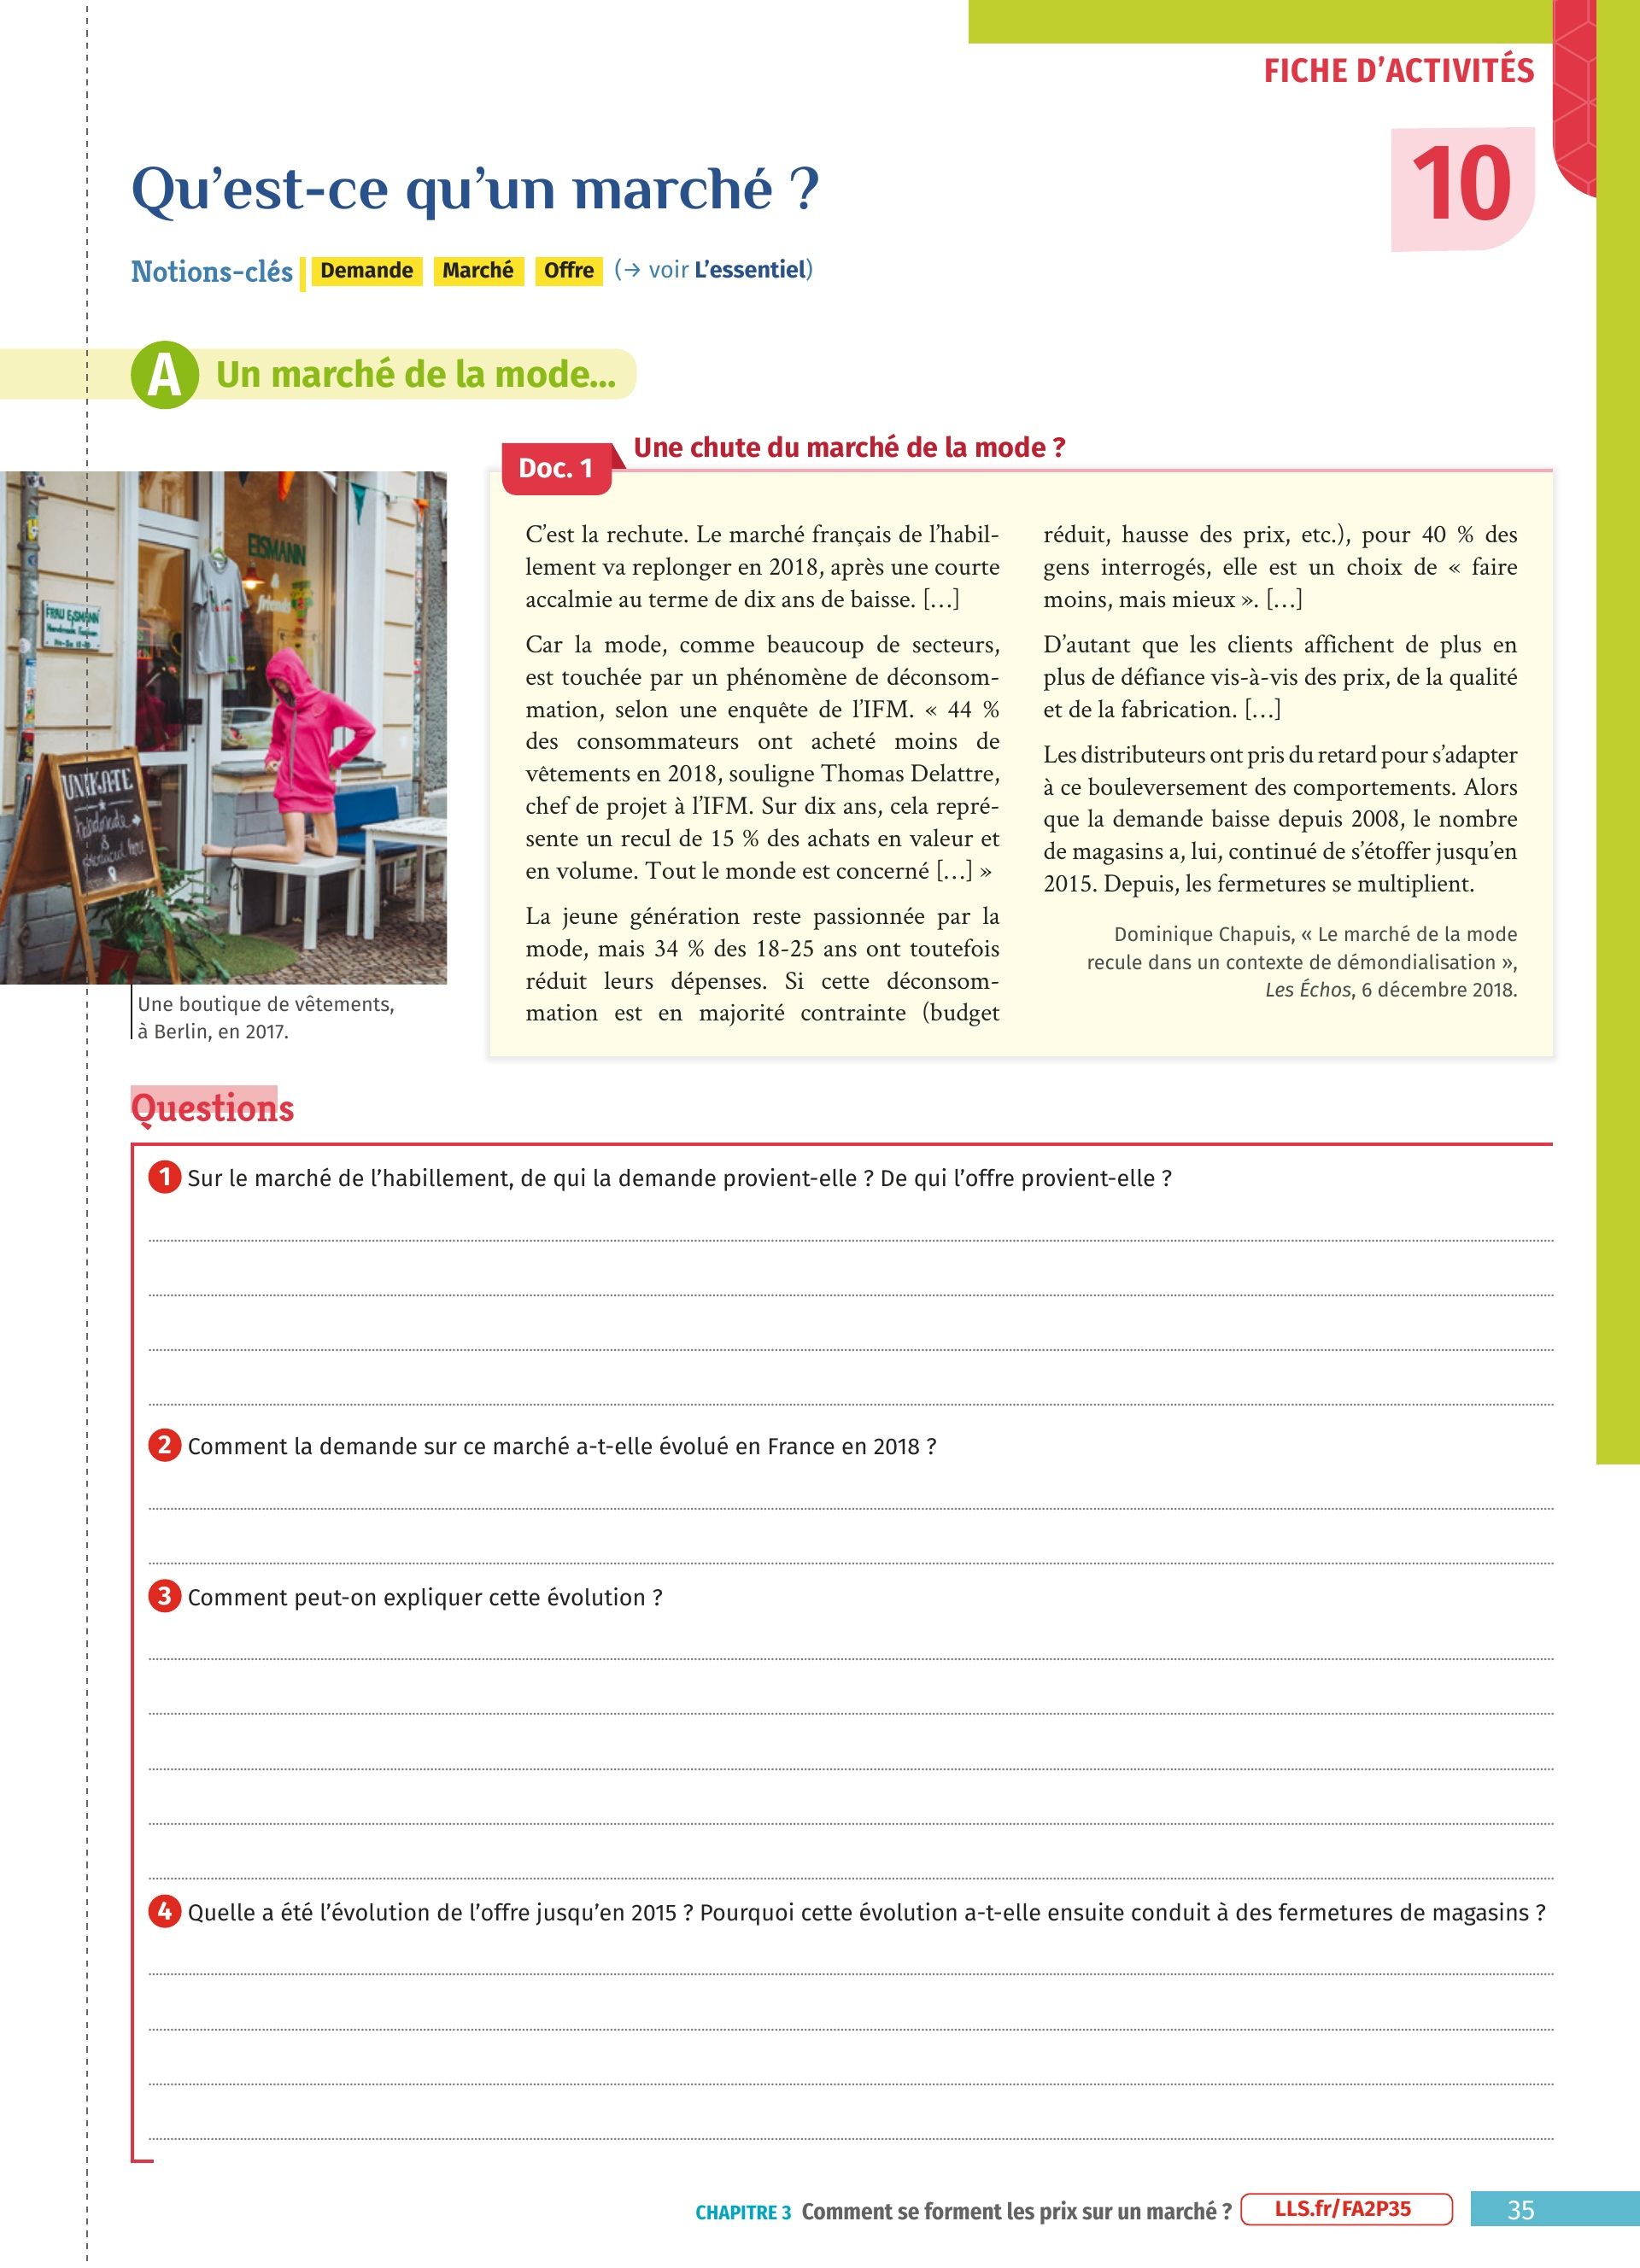 FICHE D'ACTIVITÉS
10
Qu'est-ce qu'un marché ?
Notions-clés Demande Marché Offre (→ voir L'essentiel)
A Un marché de la mode...
EISMANN
friends
FRAU EISMANN
UNIKATE
handmade
&
produced here
Une boutique de vêtements,
à Berlin, en 2017.
Doc. 1 Une chute du marché de la mode ?
C'est la rechute. Le marché français de l'habil-
lement va replonger en 2018, après une courte
accalmie au terme de dix ans de baisse. […]
Car la mode, comme beaucoup de secteurs,
est touchée par un phénomène de déconsom-
mation, selon une enquête de l'IFM. « 44 %
des consommateurs ont acheté moins de
vêtements en 2018, souligne Thomas Delattre,
chef de projet à l'IFM. Sur dix ans, cela repré-
sente un recul de 15 % des achats en valeur et
en volume. Tout le monde est concerné […] »
La jeune génération reste passionnée par la
mode, mais 34 % des 18-25 ans ont toutefois
réduit leurs dépenses. Si cette déconsom-
mation est en majorité contrainte (budget
réduit, hausse des prix, etc.), pour 40 % des
gens interrogés, elle est un choix de « faire
moins, mais mieux ». […]
D'autant que les clients affichent de plus en
plus de défiance vis-à-vis des prix, de la qualité
et de la fabrication. […]
Les distributeurs ont pris du retard pour s'adapter
à ce bouleversement des comportements. Alors
que la demande baisse depuis 2008, le nombre
de magasins a, lui, continué de s'étoffer jusqu'en
2015. Depuis, les fermetures se multiplient.
Dominique Chapuis, « Le marché de la mode
recule dans un contexte de démondialisation »,
Les Échos, 6 décembre 2018.
Questions
1 Sur le marché de l'habillement, de qui la demande provient-elle ? De qui l'offre provient-elle ?
2 Comment la demande sur ce marché a-t-elle évolué en France en 2018 ?
3 Comment peut-on expliquer cette évolution ?
4 Quelle a été l'évolution de l'offre jusqu'en 2015 ? Pourquoi cette évolution a-t-elle ensuite conduit à des fermetures de magasins ?
CHAPITRE 3 Comment se forment les prix sur un marché ? LLS.fr/FA2P35 35